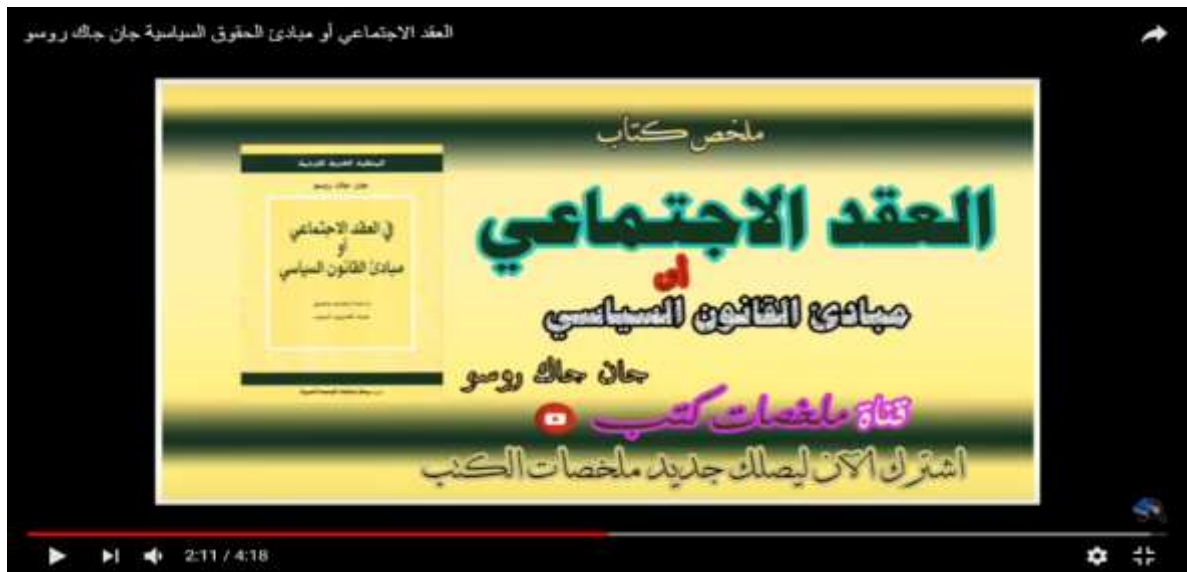 العقد الاجتماعي أو مبادئ الحقوق السياسية جان جاك روسو
ملخص كتاب
العقد الاجتماعي
أو
مبادئ القانون السياسي
جان جاك روسو
قناة ملخصات كتب
اشترك الآن ليصلك جديد ملخصات الكتب
جان جاك روسو
في العقد الاجتماعي
أو
مبادئ القانون السياسي
2:11 / 4:18